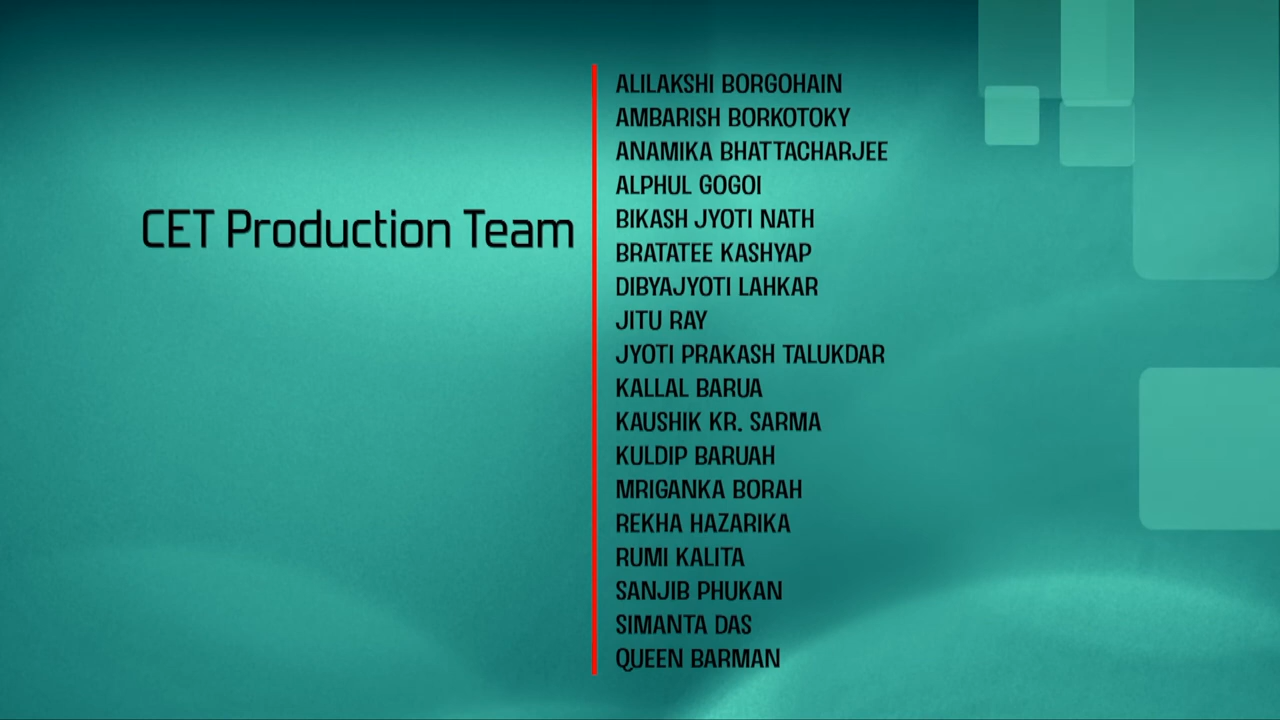 CET Production Team
ALILAKSHI BORGOHAIN
AMBARISH BORKOTOKY
ANAMIKA BHATTACHARJEE
ALPHUL GOGOI
BIKASH JYOTI NATH
BRATATEE KASHYAP
DIBYAJYOTI LAHKAR
JITU RAY
JYOTI PRAKASH TALUKDAR
KALLAL BARUA
KAUSHIK KR. SARMA
KULDIP BARUAH
MRIGANKA BORAH
REKHA HAZARIKA
RUMI KALITA
SANJIB PHUKAN
SIMANTA DAS
QUEEN BARMAN